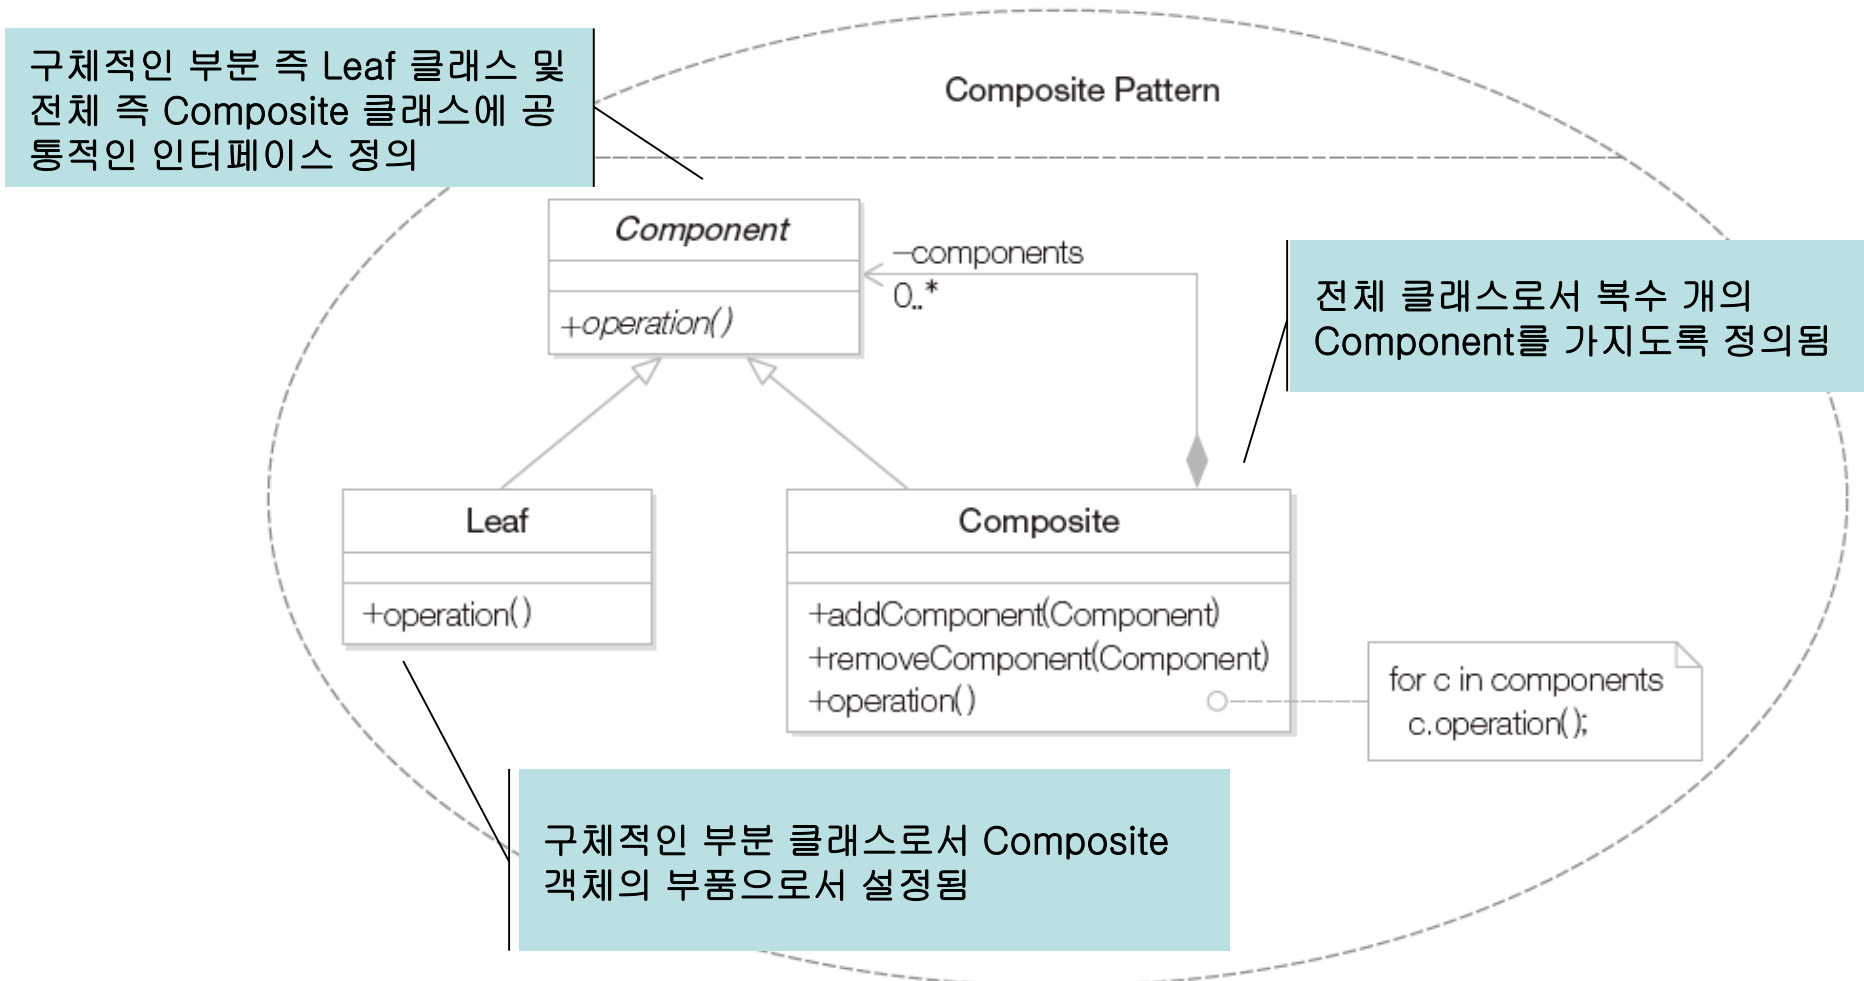 구체적인 부분 즉 Leaf 클래스 및
전체 즉 Composite 클래스에 공
통적인 인터페이스 정의
Composite Pattern
Component
+operation()
–components
0..*
전체 클래스로서 복수 개의
Component를 가지도록 정의됨
Leaf
+operation()
Composite
+addComponent(Component)
+removeComponent(Component)
+operation()
for c in components
c.operation();
구체적인 부분 클래스로서 Composite
객체의 부품으로서 설정됨